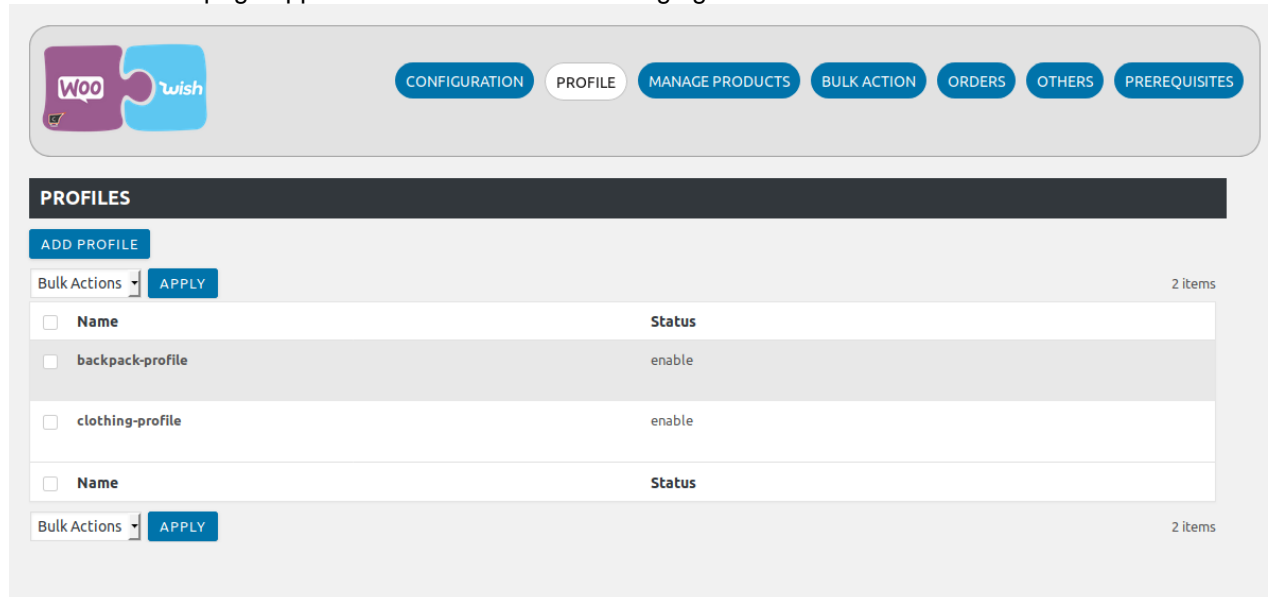 WOO wish CONFIGURATION PROFILE MANAGE PRODUCTS BULK ACTION ORDERS OTHERS PREREQUISITES
PROFILES
ADD PROFILE
Bulk Actions APPLY 2 items
Name Status
backpack-profile enable
clothing-profile enable
Name Status
Bulk Actions APPLY 2 items